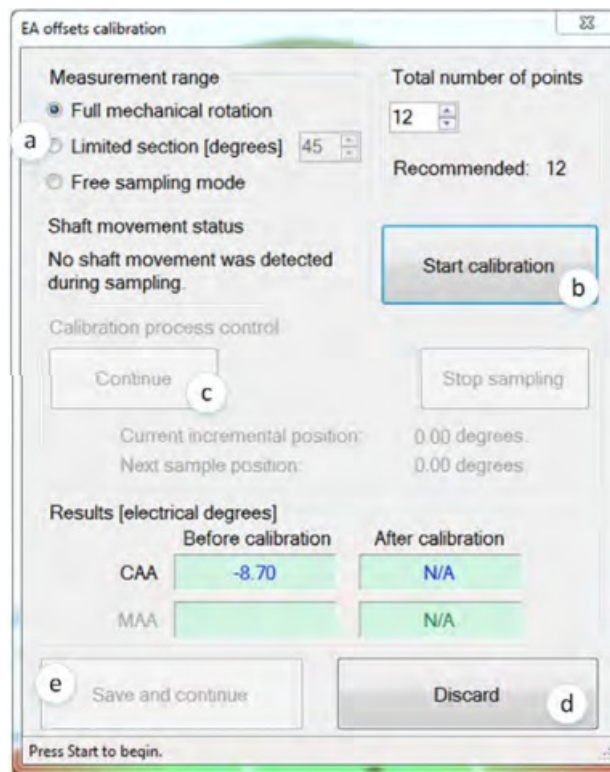 EA offsets calibration
Measurement range
Full mechanical rotation
a Limited section [degrees] 45
Free sampling mode
Total number of points
12
Recommended: 12
Shaft movement status
No shaft movement was detected
during sampling.
Start calibration
b
Calibration process control
Continue
c
Stop sampling
Current incremental position: 0.00 degrees.
Next sample position: 0.00 degrees.
Results [electrical degrees]
Before calibration After calibration
CAA -8.70 N/A
MAA N/A
e Save and continue
Discard d
Press Start to begin.